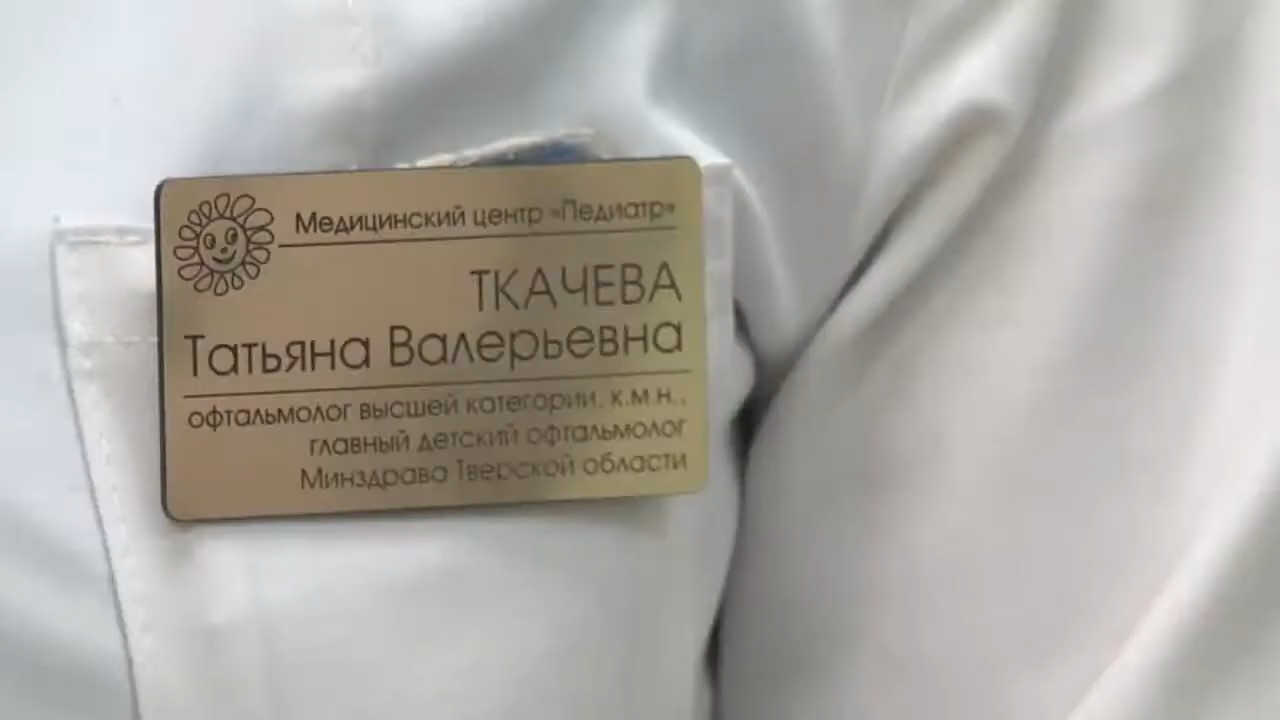 Медицинский центр «Педиатр»
ТКАЧЕВА
Татьяна Валерьевна
офтальмолог высшей категории, к.м.н.,
главный детский офтальмолог
Минздрава Тверской области